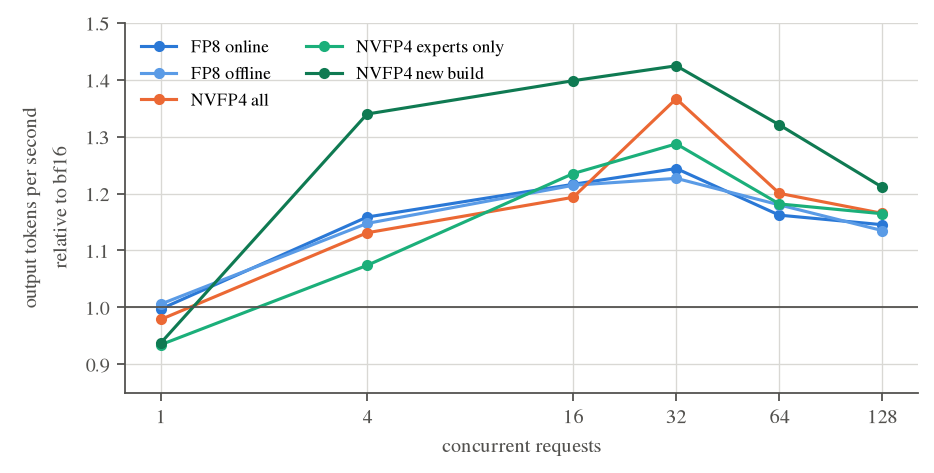 1.5
1.4
1.3
1.2
1.1
1.0
0.9
output tokens per second
relative to bf16
FP8 online
FP8 offline
NVFP4 all
NVFP4 experts only
NVFP4 new build
1
4
16
32
64
128
concurrent requests